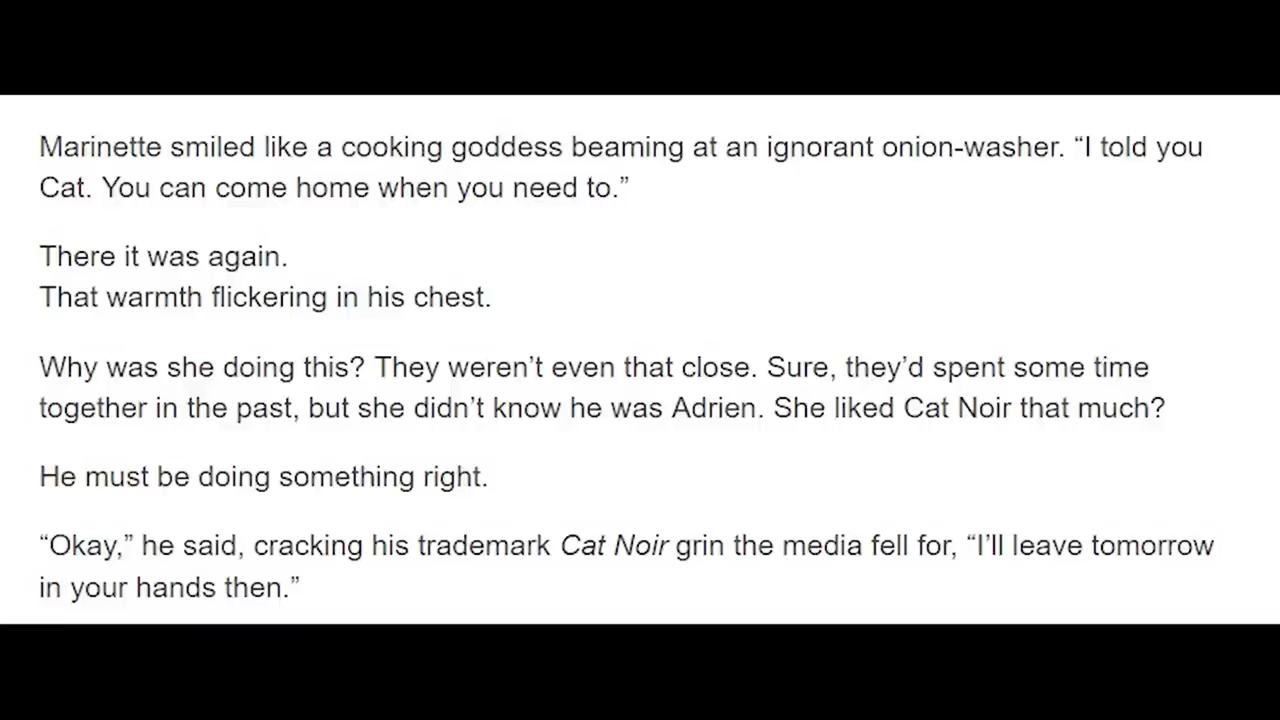 Marinette smiled like a cooking goddess beaming at an ignorant onion-washer. “I told you
Cat. You can come home when you need to.”
There it was again.
That warmth flickering in his chest.
Why was she doing this? They weren’t even that close. Sure, they’d spent some time
together in the past, but she didn’t know he was Adrien. She liked Cat Noir that much?
He must be doing something right.
“Okay,” he said, cracking his trademark Cat Noir grin the media fell for, “I’ll leave tomorrow
in your hands then.”